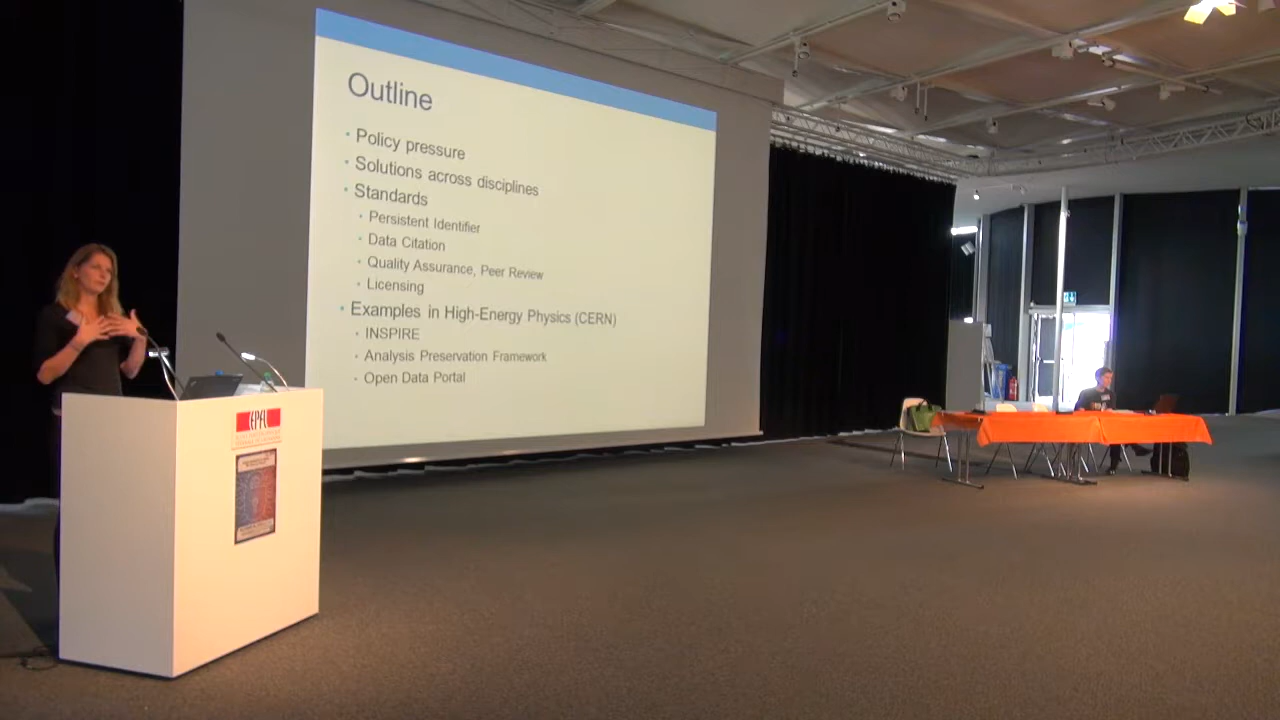 Outline
• Policy pressure
• Solutions across disciplines
• Standards
• Persistent Identifier
• Data Citation
• Quality Assurance, Peer Review
• Licensing
• Examples in High-Energy Physics (CERN)
• INSPIRE
• Analysis Preservation Framework
• Open Data Portal
EPFL